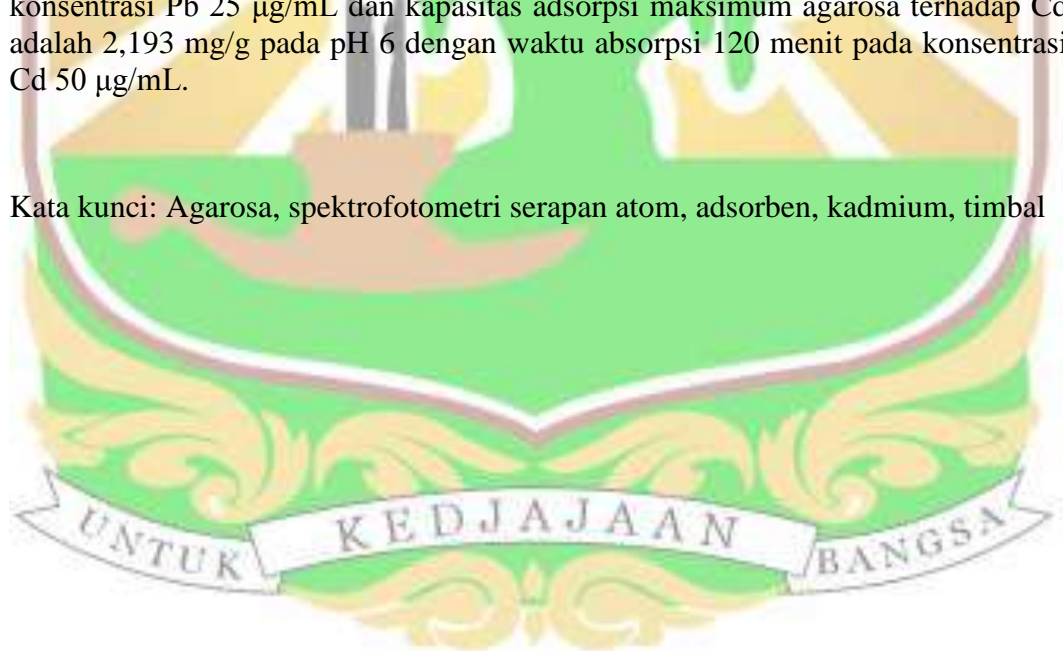 konsentrasi Pb 25 μg/mL dan kapasitas adsorpsi maksimum agarosa terhadap Cd
adalah 2,193 mg/g pada pH 6 dengan waktu absorpsi 120 menit pada konsentrasi
Cd 50 μg/mL.
Kata kunci: Agarosa, spektrofotometri serapan atom, adsorben, kadmium, timbal
UNTUK KEDJAJAAN BANGSA